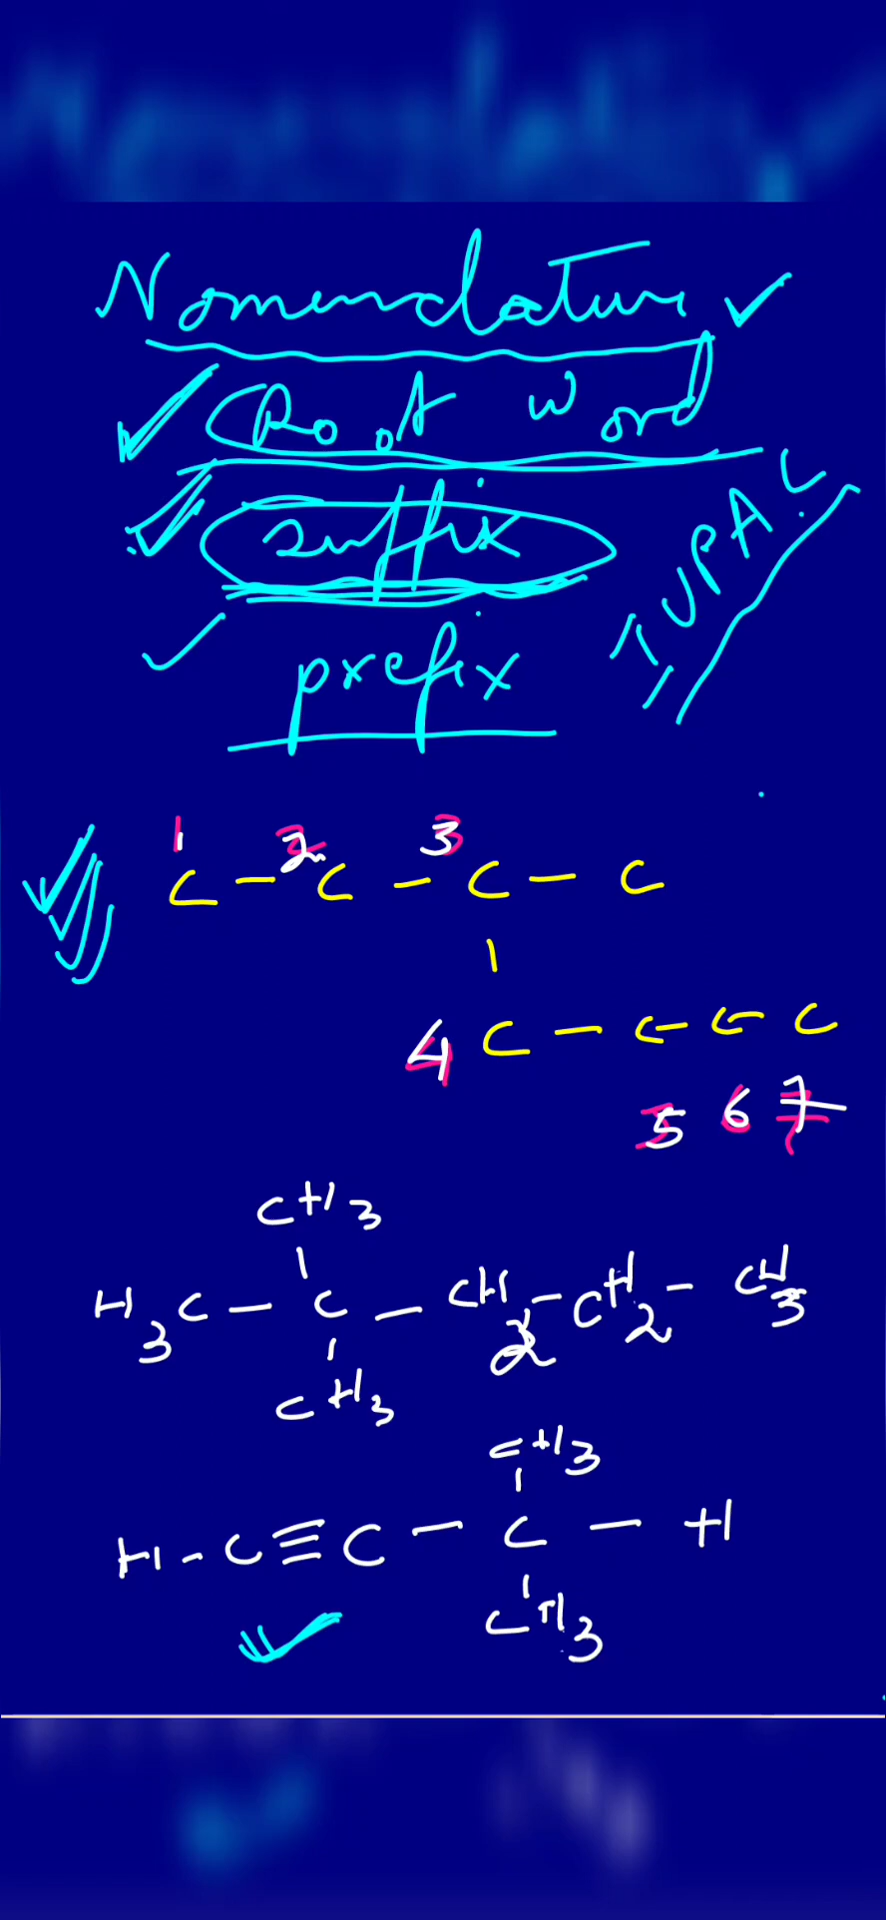 Nomenclature
Root word
suffix
IUPAC
prefix
1 2 3
C - C - C - C
4 C - C - C - C
5 6 7
CH3
H3C - C - CH2 - CH2 - CH3
CH3
CH3
H - C ≡ C - C - H
CH3